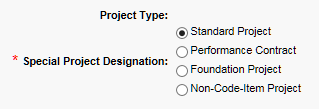 Project Type:
Standard Project
Performance Contract
* Special Project Designation:
Foundation Project
Non-Code-Item Project